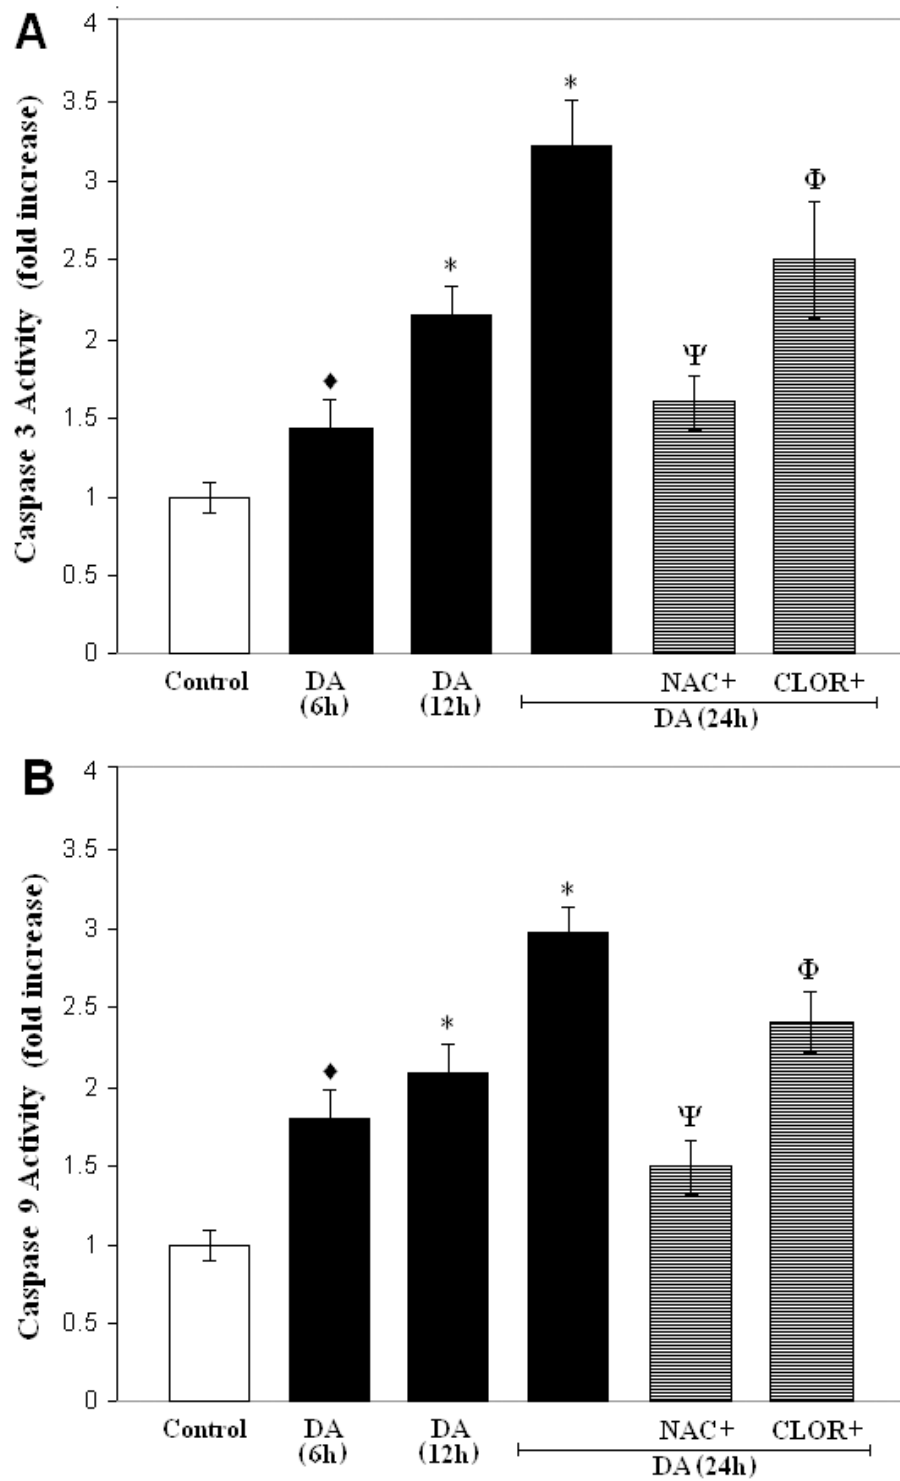 A
Caspase 3 Activity (fold increase)
4
3.5
3
2.5
2
1.5
1
0.5
0
♦
*
*
Ψ
Φ
Control
DA
(6h)
DA
(12h)
NAC+
CLOR+
DA (24h)
B
Caspase 9 Activity (fold increase)
4
3.5
3
2.5
2
1.5
1
0.5
0
♦
*
*
Ψ
Φ
Control
DA
(6h)
DA
(12h)
NAC+
CLOR+
DA (24h)